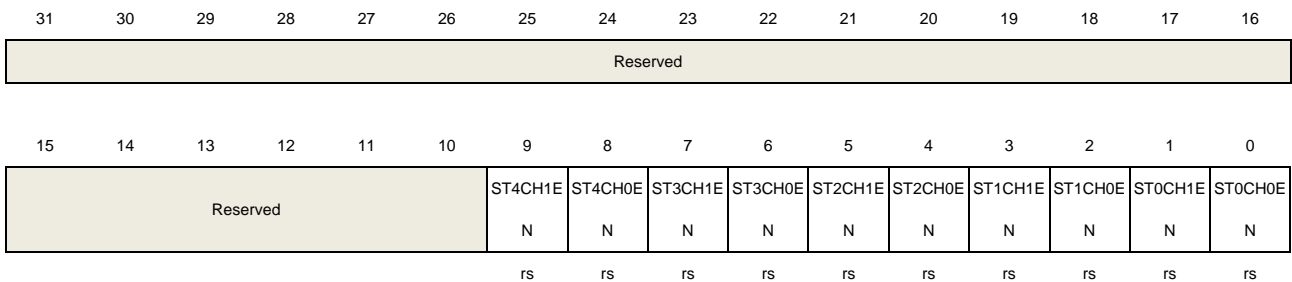 31 30 29 28 27 26 25 24 23 22 21 20 19 18 17 16
Reserved
15 14 13 12 11 10 9 8 7 6 5 4 3 2 1 0
Reserved ST4CH1E ST4CH0E ST3CH1E ST3CH0E ST2CH1E ST2CH0E ST1CH1E ST1CH0E ST0CH1E ST0CH0E
N N N N N N N N N N
rs rs rs rs rs rs rs rs rs rs